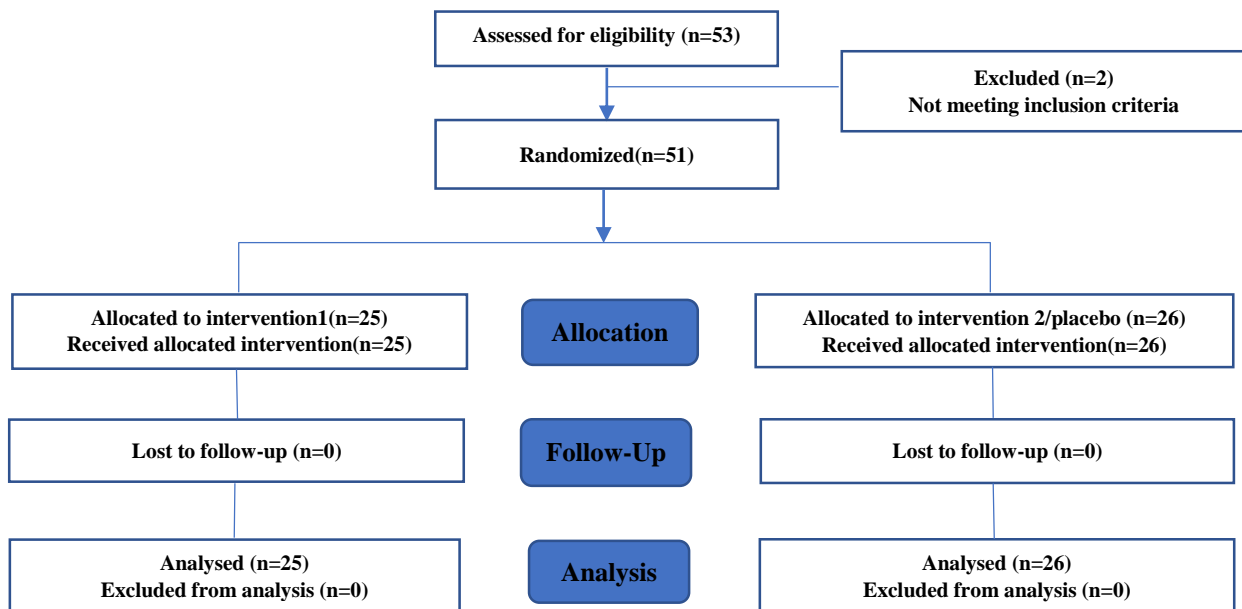 Assessed for eligibility (n=53)
Excluded (n=2)
Not meeting inclusion criteria
Randomized(n=51)
Allocated to intervention1(n=25)
Received allocated intervention(n=25)
Allocation
Allocated to intervention 2/placebo (n=26)
Received allocated intervention(n=26)
Lost to follow-up (n=0)
Follow-Up
Lost to follow-up (n=0)
Analysed (n=25)
Excluded from analysis (n=0)
Analysis
Analysed (n=26)
Excluded from analysis (n=0)